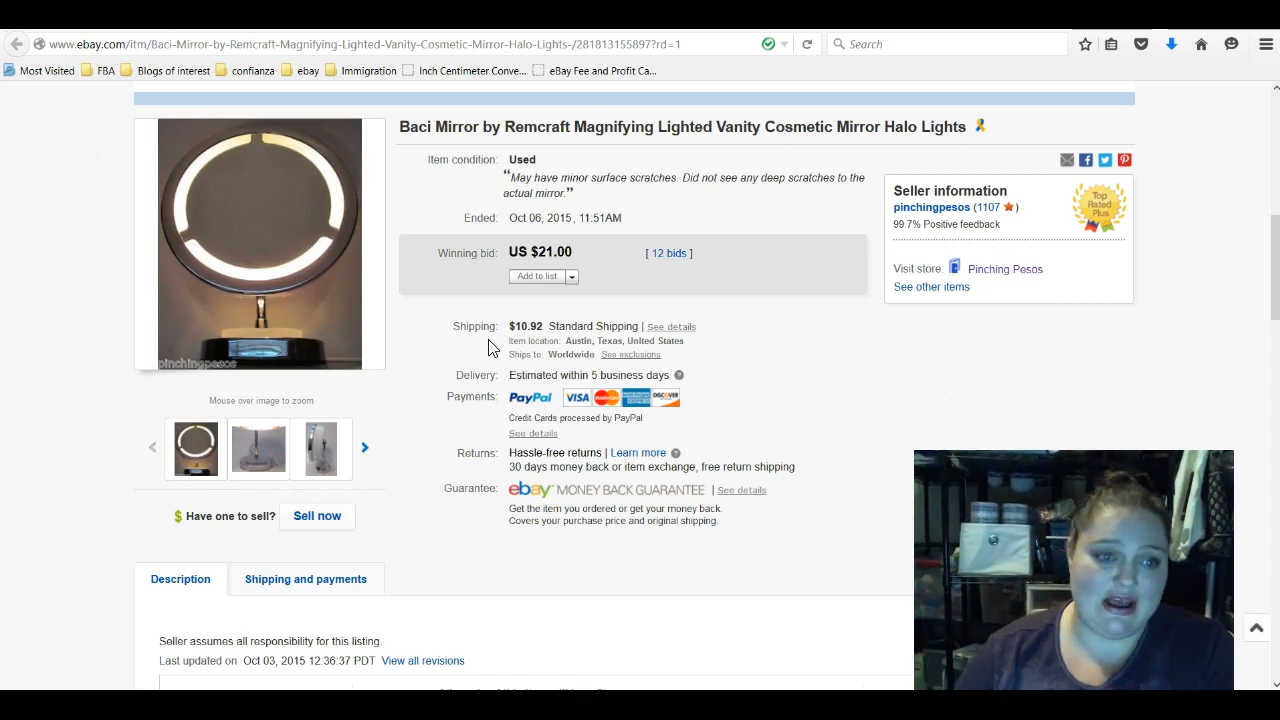 www.ebay.com/itm/Baci-Mirror-by-Remcraft-Magnifying-Lighted-Vanity-Cosmetic-Mirror-Halo-Lights-/281813155897?rd=1
Search
Most Visited
FBA
Blogs of interest
confianza
ebay
Immigration
Inch Centimeter Conve...
eBay Fee and Profit Ca...
Baci Mirror by Remcraft Magnifying Lighted Vanity Cosmetic Mirror Halo Lights
Item condition: Used
"May have minor surface scratches. Did not see any deep scratches to the
actual mirror."
Ended: Oct 06, 2015 , 11:51AM
Winning bid: US $21.00 [ 12 bids ]
Add to list
Shipping: $10.92 Standard Shipping | See details
Item location: Austin, Texas, United States
Ships to: Worldwide See exclusions
Delivery: Estimated within 5 business days
Payments: PayPal VISA MasterCard AMERICAN EXPRESS DISCOVER
Credit Cards processed by PayPal
See details
Returns: Hassle-free returns | Learn more
30 days money back or item exchange, free return shipping
Guarantee: ebay MONEY BACK GUARANTEE | See details
Get the item you ordered or get your money back.
Covers your purchase price and original shipping.
Seller information
pinchingpesos (1107 )
99.7% Positive feedback
Top
Rated
Plus
Visit store: Pinching Pesos
See other items
pinchingpesos
Mouse over image to zoom
$ Have one to sell? Sell now
Description
Shipping and payments
Seller assumes all responsibility for this listing.
Last updated on Oct 03, 2015 12:36:37 PDT View all revisions